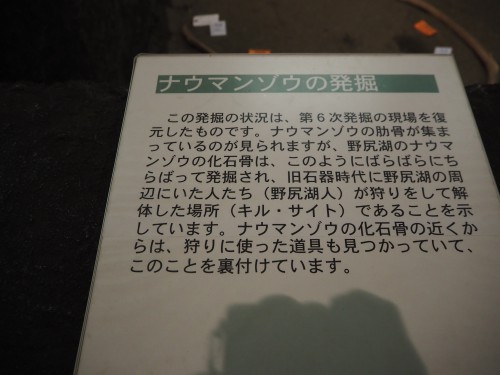 ナウマンゾウの発掘
この発掘の状況は、第6次発掘の現場を復
元したものです。ナウマンゾウの肋骨が集ま
っているのが見られますが、野尻湖のナウマ
ンゾウの化石骨は、このようにばらばらにち
らばって発掘され、旧石器時代に野尻湖の周
辺にいた人たち（野尻湖人）が狩りをして解
体した場所（キル・サイト）であることを示
しています。ナウマンゾウの化石骨の近くか
らは、狩りに使った道具も見つかっていて、
このことを裏付けています。